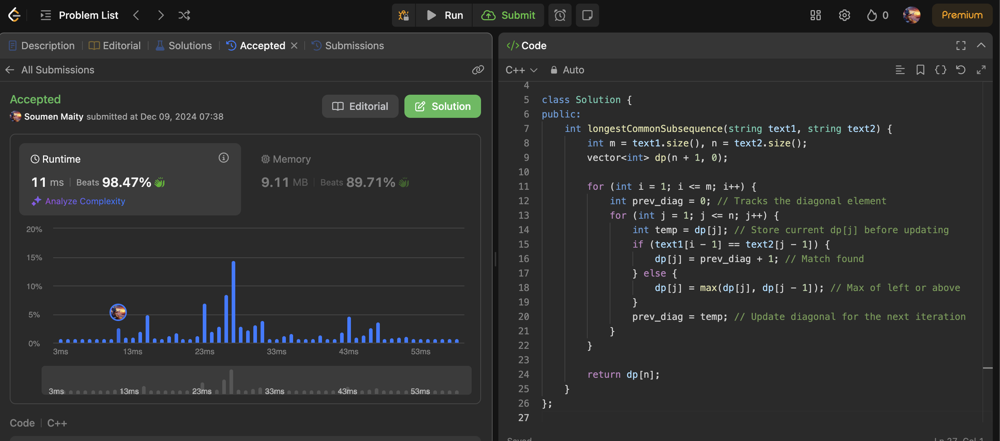 Problem List
Run
Submit
0
Premium
Description
Editorial
Solutions
Accepted
Submissions
All Submissions
Accepted
Soumen Maity submitted at Dec 09, 2024 07:38
Editorial
Solution
Runtime
11 ms | Beats 98.47%
Analyze Complexity
Memory
9.11 MB | Beats 89.71%
20%
15%
10%
5%
0%
3ms 13ms 23ms 33ms 43ms 53ms
3ms 13ms 23ms 33ms 43ms 53ms
Code | C++
</> Code
C++ Auto
4
5 class Solution {
6 public:
7     int longestCommonSubsequence(string text1, string text2) {
8         int m = text1.size(), n = text2.size();
9         vector<int> dp(n + 1, 0);
10
11         for (int i = 1; i <= m; i++) {
12             int prev_diag = 0; // Tracks the diagonal element
13             for (int j = 1; j <= n; j++) {
14                 int temp = dp[j]; // Store current dp[j] before updating
15                 if (text1[i - 1] == text2[j - 1]) {
16                     dp[j] = prev_diag + 1; // Match found
17                 } else {
18                     dp[j] = max(dp[j], dp[j - 1]); // Max of left or above
19                 }
20                 prev_diag = temp; // Update diagonal for the next iteration
21             }
22         }
23
24         return dp[n];
25     }
26 };
27